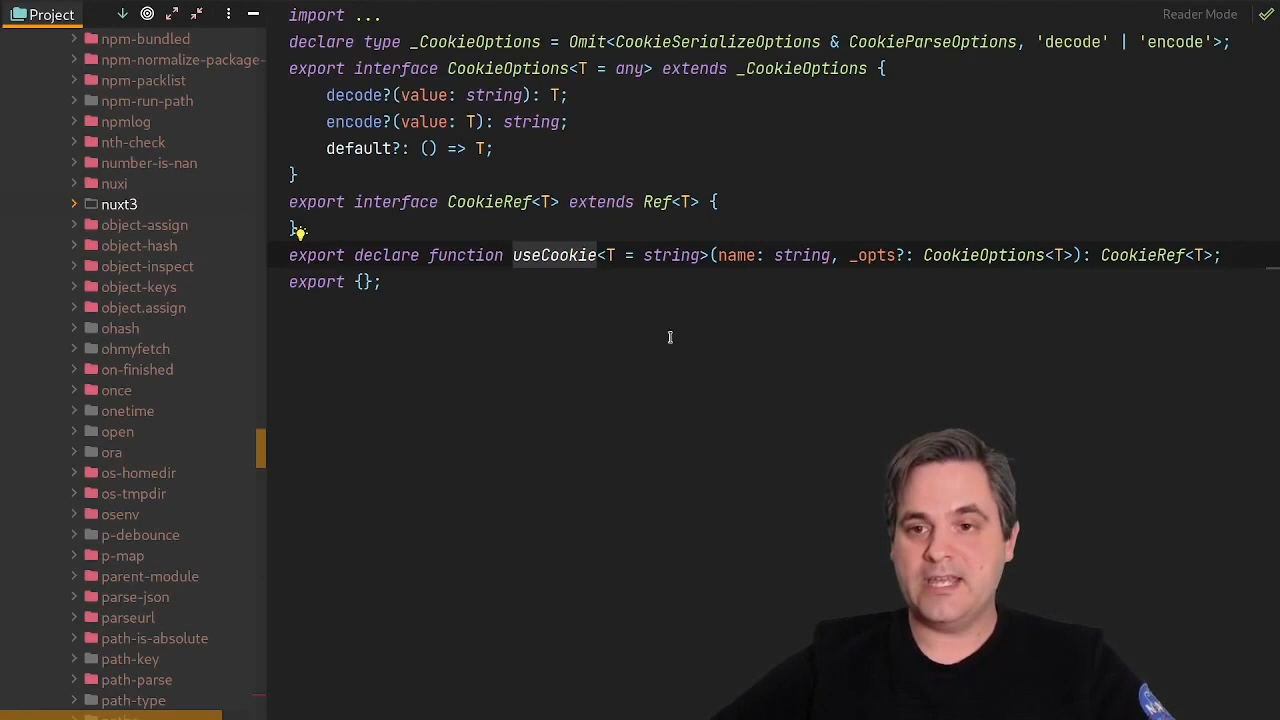 Project
Reader Mode
npm-bundled
npm-normalize-package-
npm-packlist
npm-run-path
npmlog
nth-check
number-is-nan
nuxi
nuxt3
object-assign
object-hash
object-inspect
object-keys
object.assign
ohash
ohmyfetch
on-finished
once
onetime
open
ora
os-homedir
os-tmpdir
osenv
p-debounce
p-map
parent-module
parse-json
parseurl
path-is-absolute
path-key
path-parse
path-type
import ...
declare type _CookieOptions = Omit<CookieSerializeOptions & CookieParseOptions, 'decode' | 'encode'>;
export interface CookieOptions<T = any> extends _CookieOptions {
decode?(value: string): T;
encode?(value: T): string;
default?: () => T;
}
export interface CookieRef<T> extends Ref<T> {
}
export declare function useCookie<T = string>(name: string, _opts?: CookieOptions<T>): CookieRef<T>;
export {};